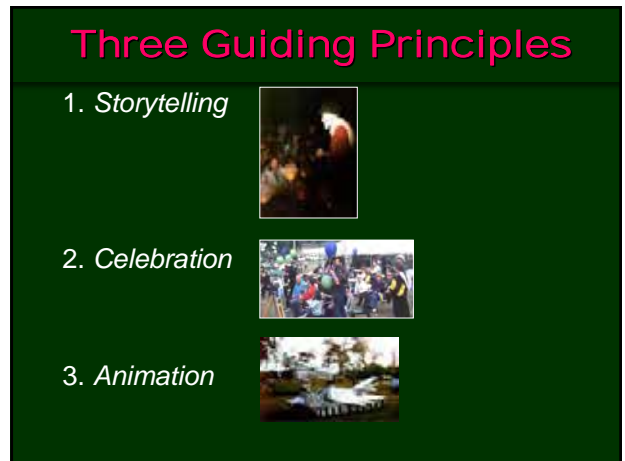 Three Guiding Principles
1. Storytelling
2. Celebration
3. Animation